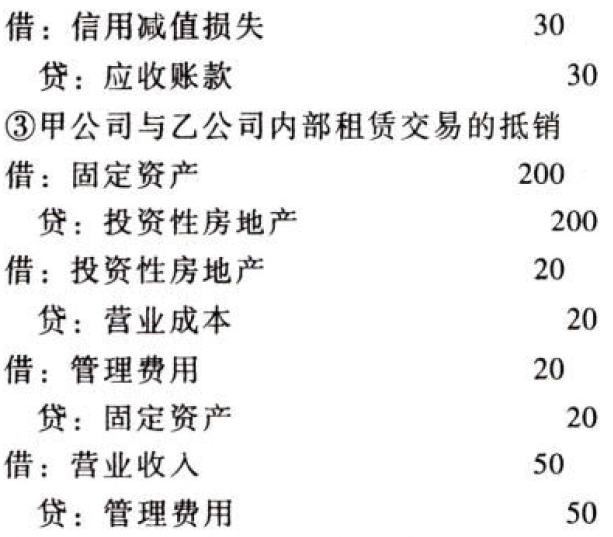 借：信用减值损失 30
贷：应收账款 30
③甲公司与乙公司内部租赁交易的抵销
借：固定资产 200
贷：投资性房地产 200
借：投资性房地产 20
贷：营业成本 20
借：管理费用 20
贷：固定资产 20
借：营业收入 50
贷：管理费用 50